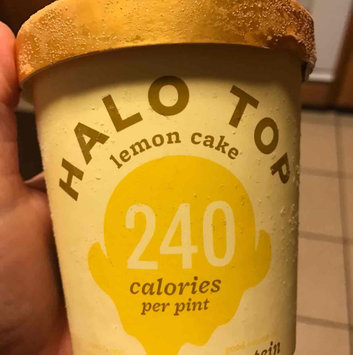 HALO TOP
lemon cake
240
calories
per pint